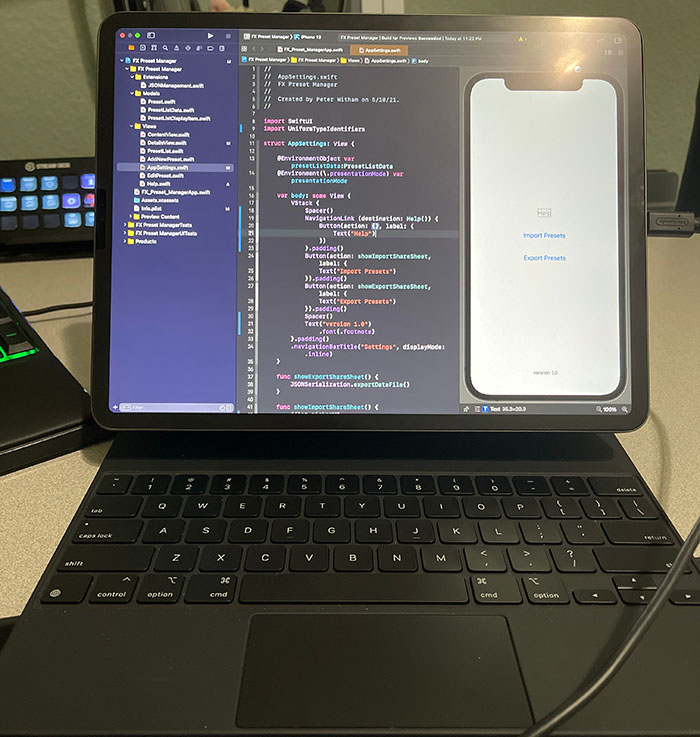 FX Preset Manager
iPhone 13
FX Preset Manager | Build for Previews Succeeded | Today at 11:23 PM
1
FX_Preset_ManagerApp.swift
AppSettings.swift
FX Preset Manager
FX Preset Manager
Views
AppSettings.swift
body
FX Preset Manager
M
FX Preset Manager
Extensions
JSONManagement.swift
Models
Preset.swift
PresetListData.swift
PresetListDisplayItem.swift
Views
ContentView.swift
DetailsView.swift
M
PresetList.swift
AddNewPreset.swift
AppSettings.swift
M
EditPreset.swift
Help.swift
A
FX_Preset_ManagerApp.swift
Assets.xcassets
Info.plist
M
Preview Content
FX Preset ManagerTests
FX Preset ManagerUITests
Products
Filter
//
// AppSettings.swift
// FX Preset Manager
//
// Created by Peter Witham on 5/10/21.
//
import SwiftUI
import UniformTypeIdentifiers
struct AppSettings: View {
@EnvironmentObject var
presetListData:PresetListData
@Environment(\.presentationMode) var
presentationMode
var body: some View {
VStack {
Spacer()
NavigationLink (destination: Help()) {
Button(action: {}, label: {
Text("Help")
})
}.padding()
Button(action: showImportShareSheet,
label: {
Text("Import Presets")
}).padding()
Button(action: showExportShareSheet,
label: {
Text("Export Presets")
}).padding()
Spacer()
Text("version 1.0")
.font(.footnote)
}.padding()
.navigationBarTitle("Settings", displayMode:
.inline)
}
func showExportShareSheet() {
JSONSerialization.exportDataFile()
}
func showImportShareSheet() {
Help
Import Presets
Export Presets
version 1.0
Text 35.3×20.3
100%
STREAM DECK
~ ! @ # $ % ^ & * ( ) _ + delete
1 2 3 4 5 6 7 8 9 0 - =
tab Q W E R T Y U I O P { } |
[ ] \
caps lock A S D F G H J K L : "
; ' return
shift Z X C V B N M < > ?
, . /
control option cmd cmd option